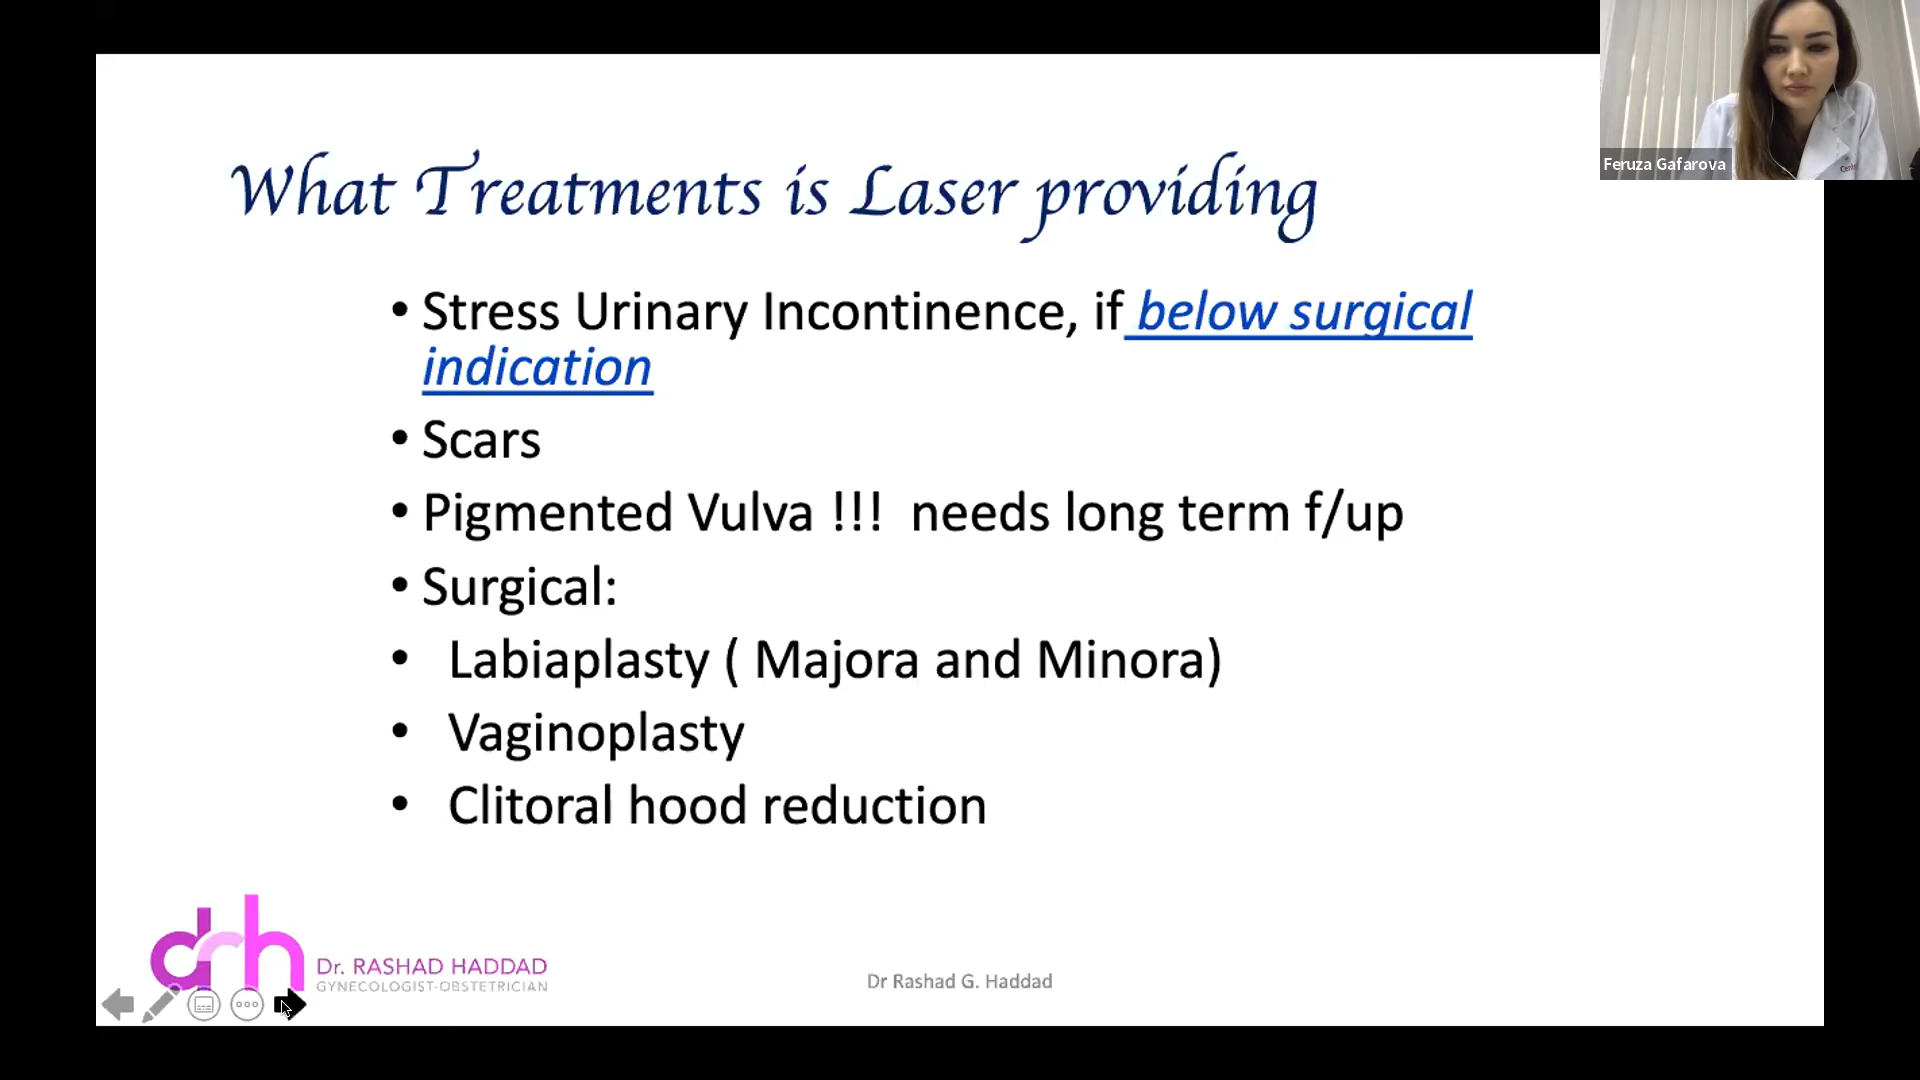 Feruza Gafarova
What Treatments is Laser providing
• Stress Urinary Incontinence, if below surgical
indication
• Scars
• Pigmented Vulva !!!  needs long term f/up
• Surgical:
•   Labiaplasty ( Majora and Minora)
•   Vaginoplasty
•   Clitoral hood reduction
drh
Dr. RASHAD HADDAD
GYNECOLOGIST-OBSTETRICIAN
Dr Rashad G. Haddad